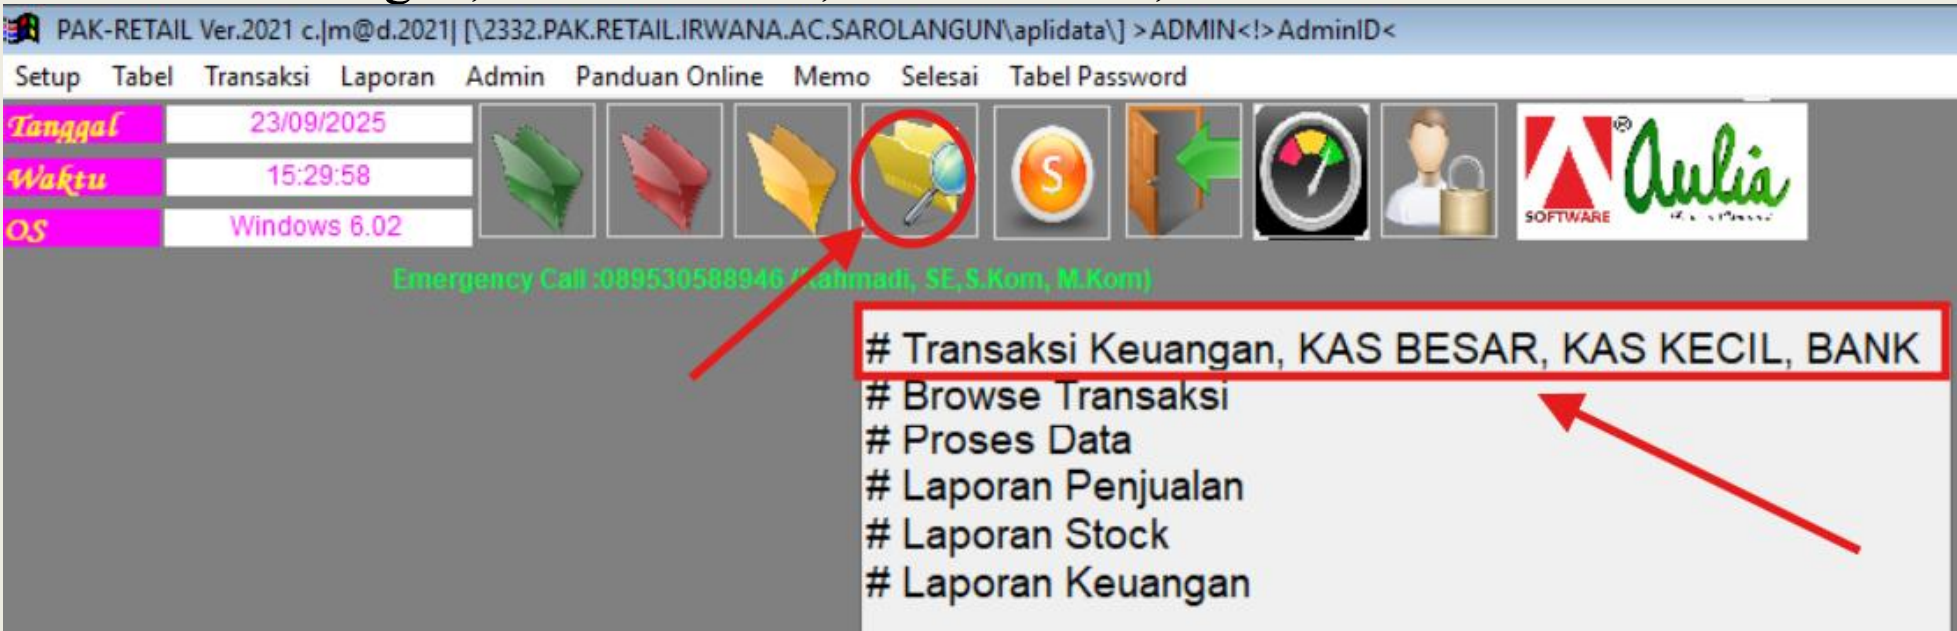 PAK-RETAIL Ver.2021 c.|m@d.2021| [\2332.PAK.RETAIL.IRWANA.AC.SAROLANGUN\aplidata\] >ADMIN<!>AdminID<
Setup Tabel Transaksi Laporan Admin Panduan Online Memo Selesai Tabel Password
Tanggal 23/09/2025
Waktu 15:29:58
OS Windows 6.02
S
SOFTWARE
® Aulia
Emergency Call :089530588946 (Rahmadi, SE,S.Kom, M.Kom)
# Transaksi Keuangan, KAS BESAR, KAS KECIL, BANK
# Browse Transaksi
# Proses Data
# Laporan Penjualan
# Laporan Stock
# Laporan Keuangan